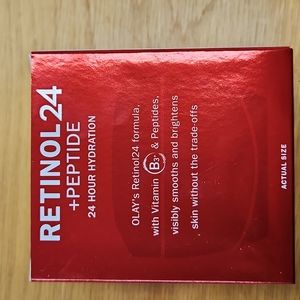 RETINOL24
+PEPTIDE
24 HOUR HYDRATION
OLAY's Retinol24 formula,
with Vitamin B3+ & Peptides,
visibly smooths and brightens
skin without the trade-offs
ACTUAL SIZE